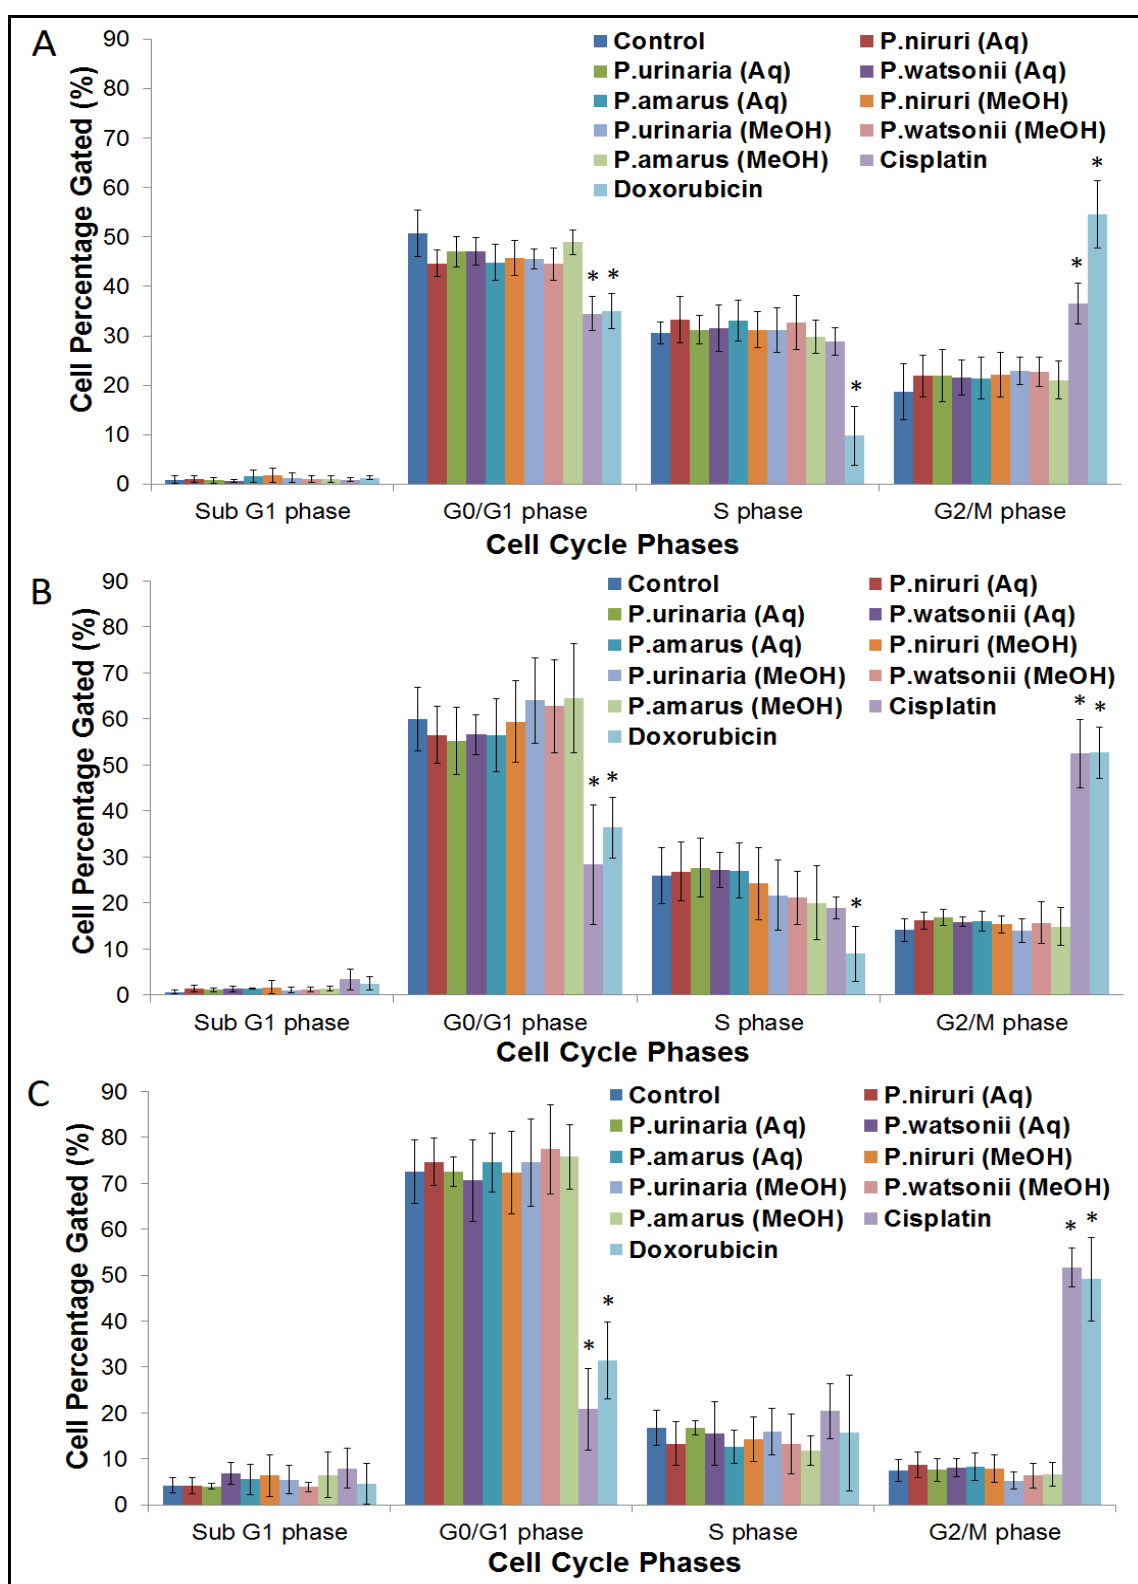 A
Cell Percentage Gated (%)
90
80
70
60
50
40
30
20
10
0
Control
P.niruri (Aq)
P.urinaria (Aq)
P.watsonii (Aq)
P.amarus (Aq)
P.niruri (MeOH)
P.urinaria (MeOH)
P.watsonii (MeOH)
P.amarus (MeOH)
Cisplatin
Doxorubicin
* * * * *
Sub G1 phase
G0/G1 phase
S phase
G2/M phase
Cell Cycle Phases
B
Cell Percentage Gated (%)
90
80
70
60
50
40
30
20
10
0
Control
P.niruri (Aq)
P.urinaria (Aq)
P.watsonii (Aq)
P.amarus (Aq)
P.niruri (MeOH)
P.urinaria (MeOH)
P.watsonii (MeOH)
P.amarus (MeOH)
Cisplatin
Doxorubicin
* * * * *
Sub G1 phase
G0/G1 phase
S phase
G2/M phase
Cell Cycle Phases
C
Cell Percentage Gated (%)
90
80
70
60
50
40
30
20
10
0
Control
P.niruri (Aq)
P.urinaria (Aq)
P.watsonii (Aq)
P.amarus (Aq)
P.niruri (MeOH)
P.urinaria (MeOH)
P.watsonii (MeOH)
P.amarus (MeOH)
Cisplatin
Doxorubicin
* * * *
Sub G1 phase
G0/G1 phase
S phase
G2/M phase
Cell Cycle Phases